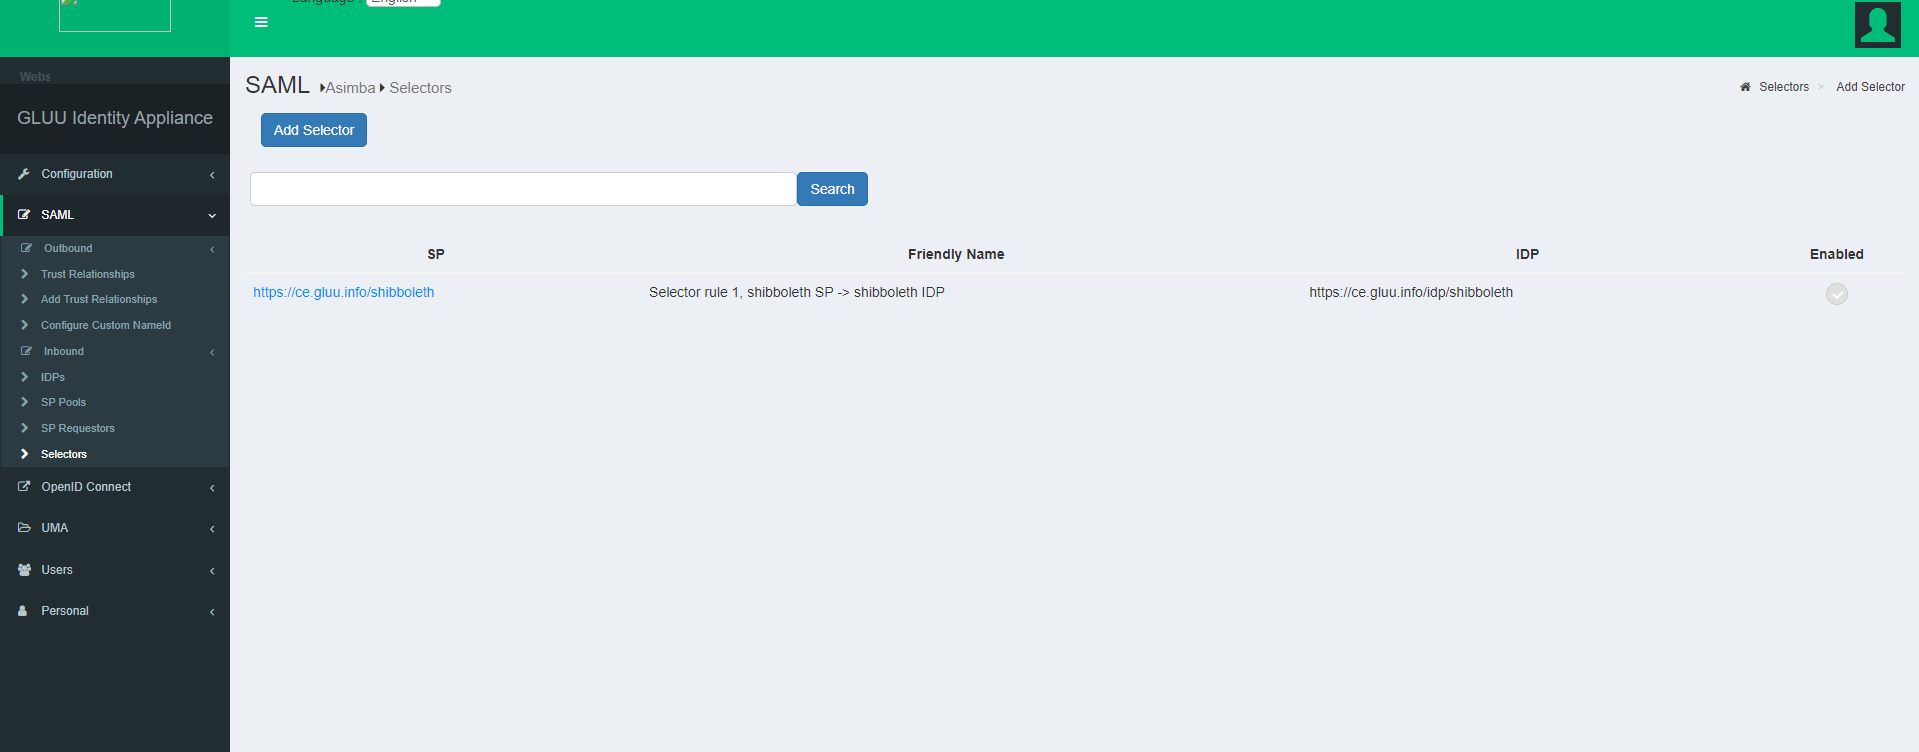 Language : English
Webs
GLUU Identity Appliance
Configuration
SAML
Outbound
Trust Relationships
Add Trust Relationships
Configure Custom NameId
Inbound
IDPs
SP Pools
SP Requestors
Selectors
OpenID Connect
UMA
Users
Personal
SAML Asimba Selectors
Selectors > Add Selector
Add Selector
Search
SP Friendly Name IDP Enabled
https://ce.gluu.info/shibboleth Selector rule 1, shibboleth SP -> shibboleth IDP https://ce.gluu.info/idp/shibboleth